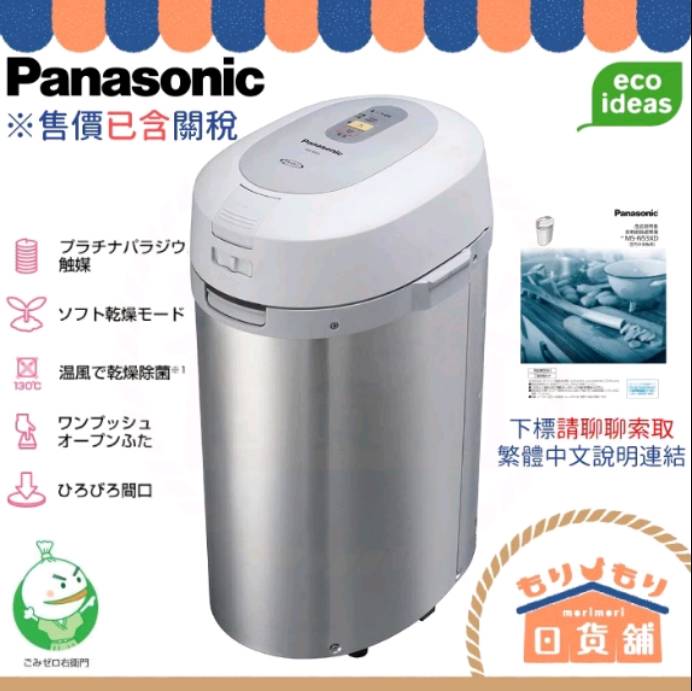 Panasonic
※售價已含關稅
eco
ideas
Panasonic
プラチナパラジウ
触媒
ソフト乾燥モード
130℃
温風で乾燥除菌※1
ワンプッシュ
オープンふた
ひろびろ間口
ごみゼロ右衛門
Panasonic
MS-N53XD
下標請聊聊索取
繁體中文說明連結
もりもり
morimori
日貨舖